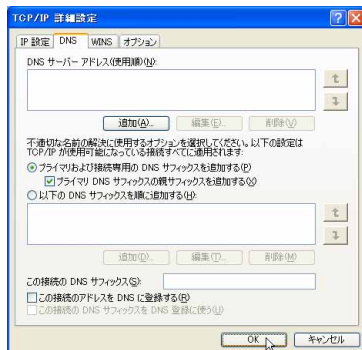 TCP/IP 詳細設定
IP 設定 DNS WINS オプション
DNS サーバー アドレス(使用順)(N):
追加(A)... 編集(E)... 削除(V)
不適切な名前の解決に使用するオプションを選択してください。以下の設定は
TCP/IP が使用可能になっている接続すべてに適用されます:
プライマリおよび接続専用の DNS サフィックスを追加する(P)
プライマリ DNS サフィックスの親サフィックスを追加する(X)
以下の DNS サフィックスを順に追加する(H):
追加(D)... 編集(T)... 削除(M)
この接続の DNS サフィックス(S):
この接続のアドレスを DNS に登録する(R)
この接続の DNS サフィックスを DNS 登録に使う(U)
OK キャンセル